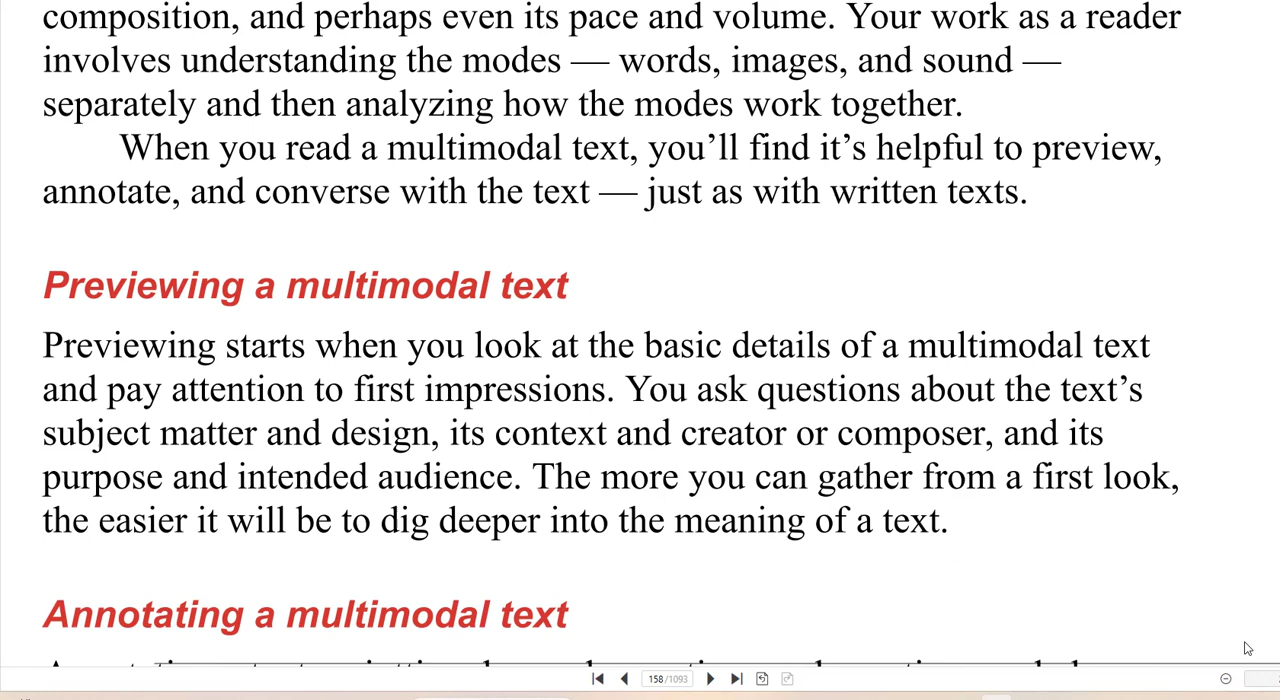 composition, and perhaps even its pace and volume. Your work as a reader
involves understanding the modes — words, images, and sound —
separately and then analyzing how the modes work together.
When you read a multimodal text, you’ll find it’s helpful to preview,
annotate, and converse with the text — just as with written texts.
Previewing a multimodal text
Previewing starts when you look at the basic details of a multimodal text
and pay attention to first impressions. You ask questions about the text’s
subject matter and design, its context and creator or composer, and its
purpose and intended audience. The more you can gather from a first look,
the easier it will be to dig deeper into the meaning of a text.
Annotating a multimodal text
158/1093